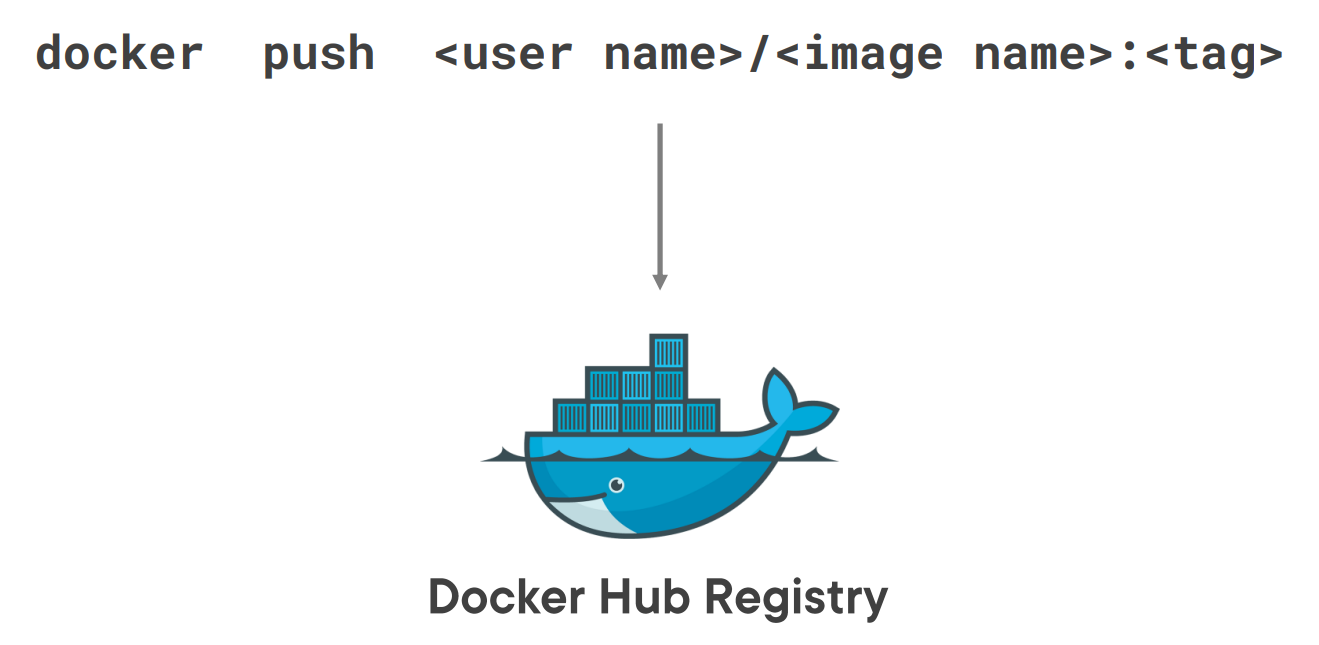 docker push <user name>/<image name>:<tag>
Docker Hub Registry